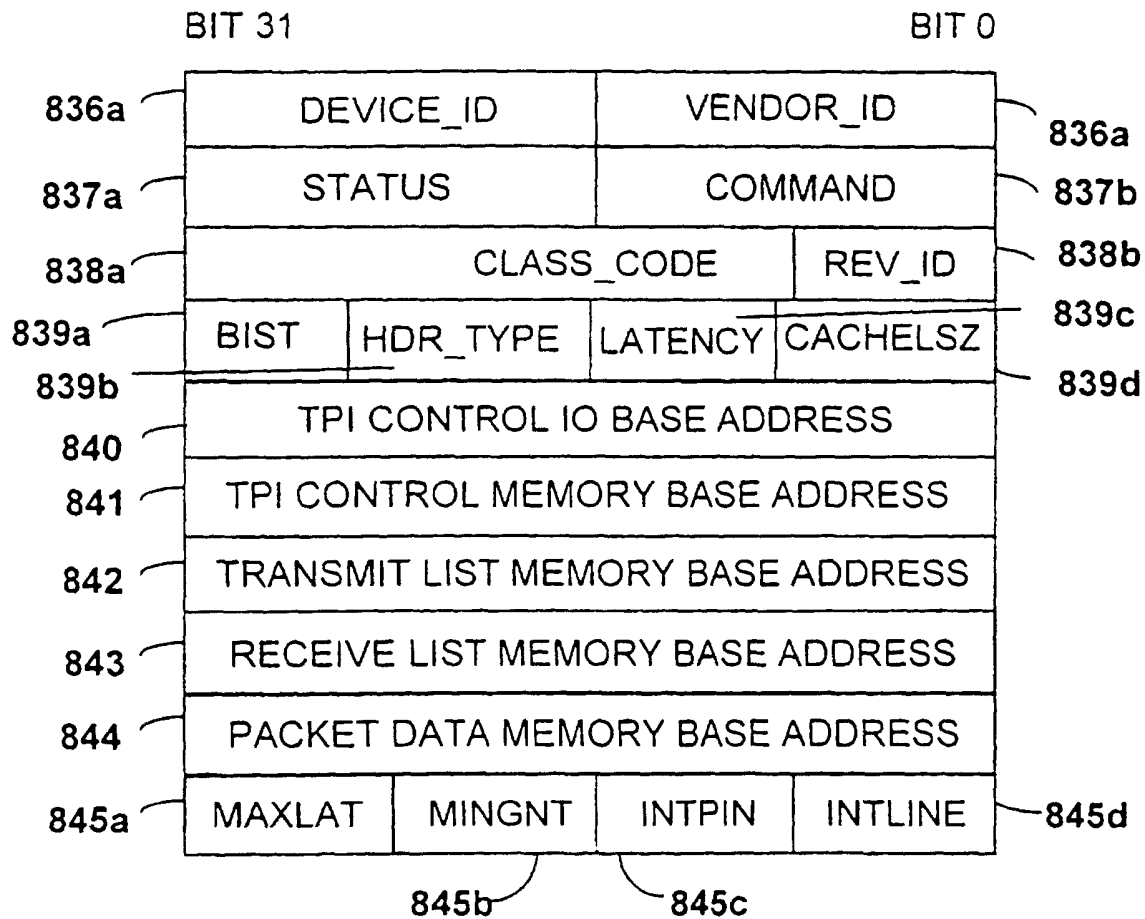 BIT 31 BIT 0
836a DEVICE_ID VENDOR_ID 836a
837a STATUS COMMAND 837b
838a CLASS_CODE REV_ID 838b
839a BIST HDR_TYPE LATENCY CACHELSZ 839c
839b 839d
840 TPI CONTROL IO BASE ADDRESS
841 TPI CONTROL MEMORY BASE ADDRESS
842 TRANSMIT LIST MEMORY BASE ADDRESS
843 RECEIVE LIST MEMORY BASE ADDRESS
844 PACKET DATA MEMORY BASE ADDRESS
845a MAXLAT MINGNT INTPIN INTLINE 845d
845b 845c